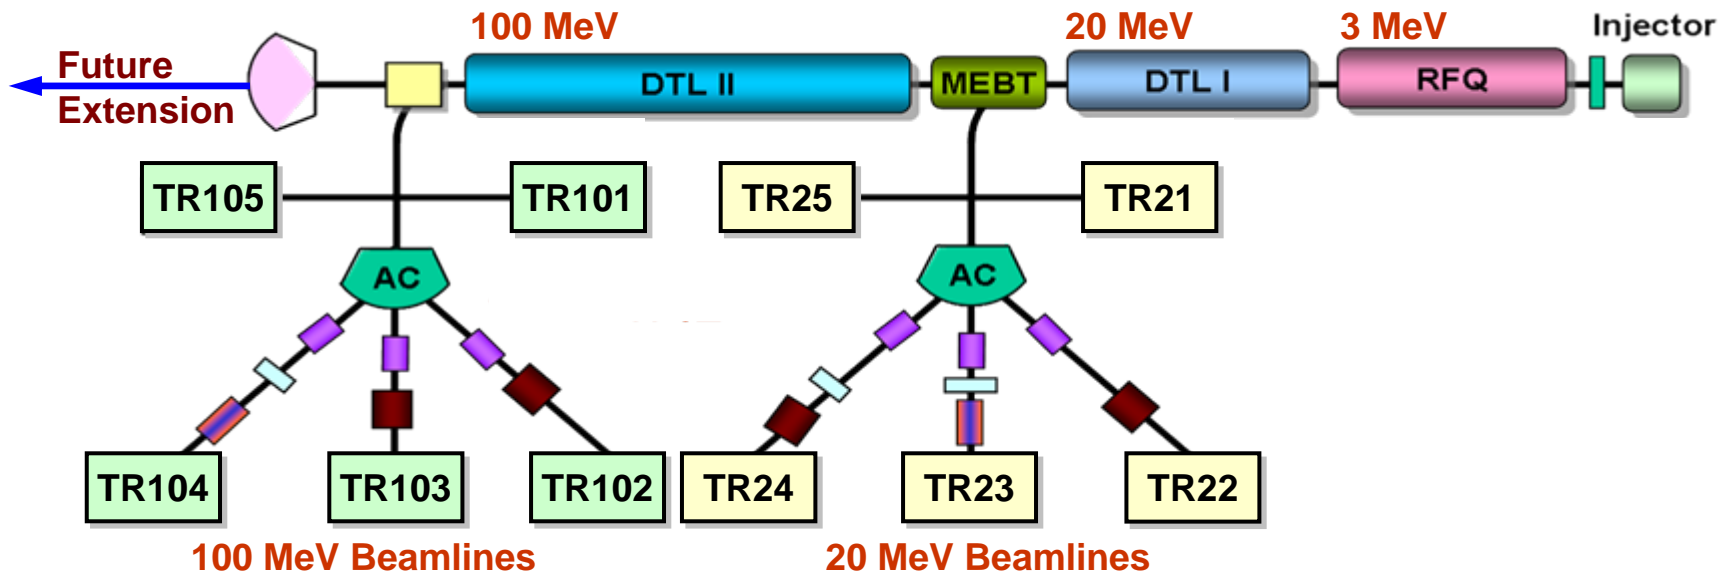 100 MeV
20 MeV
3 MeV
Injector
Future
Extension
DTL II
MEBT
DTL I
RFQ
TR105
TR101
TR25
TR21
AC
AC
TR104
TR103
TR102
TR24
TR23
TR22
100 MeV Beamlines
20 MeV Beamlines